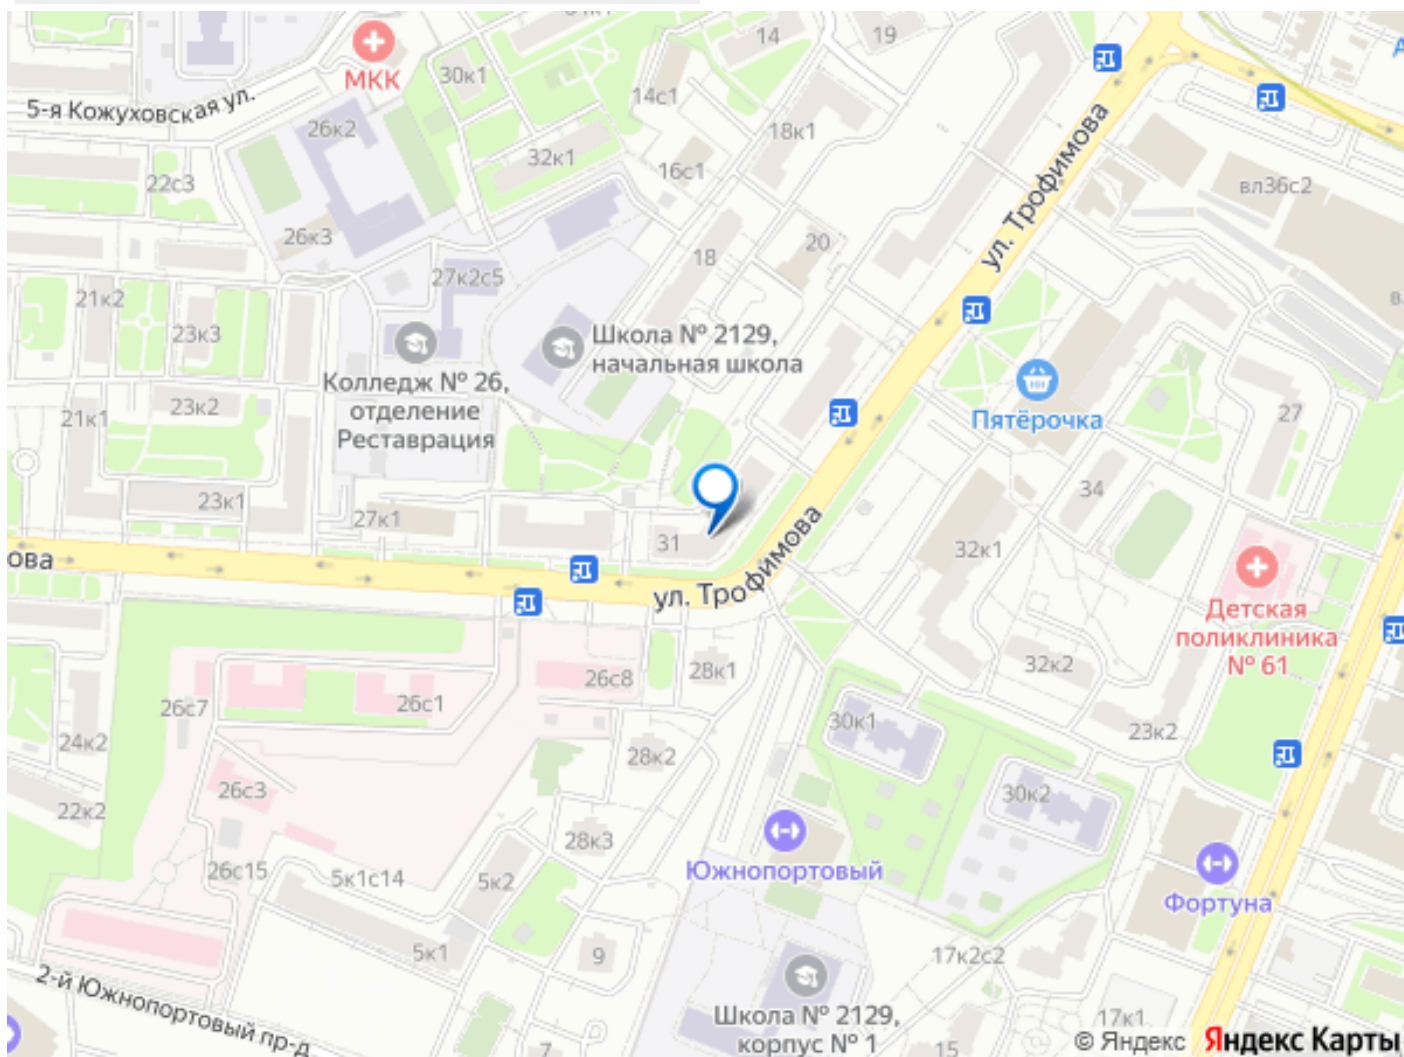 14
19
МКК
30к1
14с1
5-я Кожуховская ул.
26к2
18к1
ул. Трофимова
32к1
16с1
22с3
вл36с2
26к3
20
18
27к2с5
21к2
23к3
Школа № 2129,
начальная школа
Колледж № 26,
отделение
Реставрация
23к2
21к1
Пятёрочка
27
34
23к1
27к1
31
32к1
ова
ул. Трофимова
Детская
поликлиника
№ 61
28к1
32к2
26с8
26с7
26с1
30к1
23к2
24к2
28к2
26с3
30к2
22к2
28к3
Южнопортовый
26с15
5к1с14
5к2
Фортуна
5к1
9
17к2с2
2-й Южнопортовый пр-д
Школа № 2129,
корпус № 1
17к1
15
7
© Яндекс Яндекс Карты